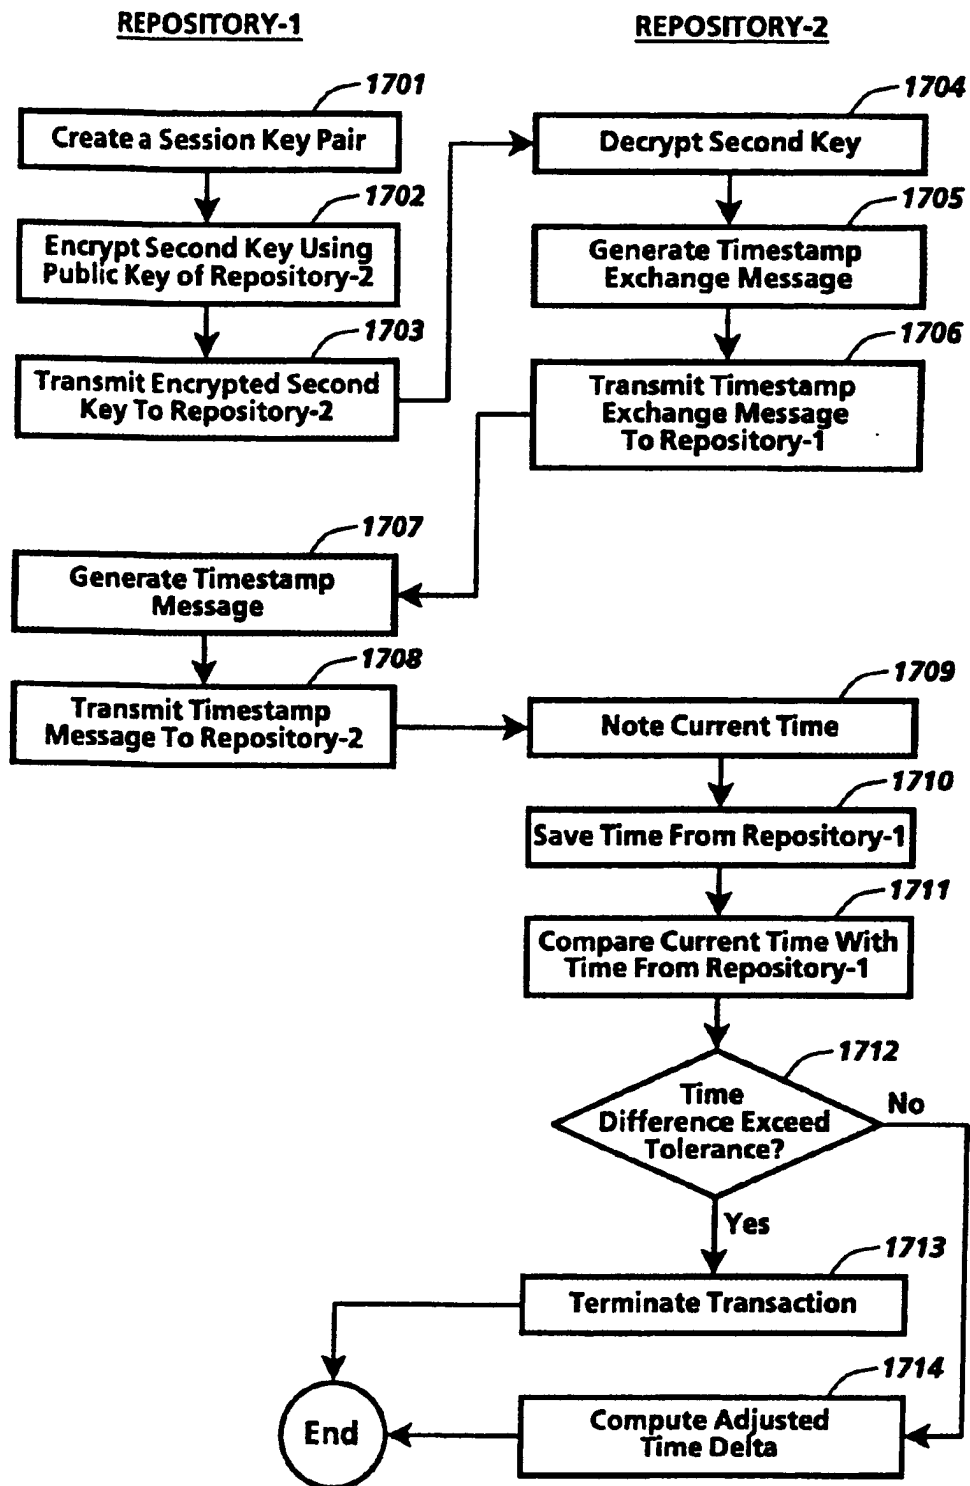 REPOSITORY-1
REPOSITORY-2
1701
Create a Session Key Pair
1702
Encrypt Second Key Using
Public Key of Repository-2
1703
Transmit Encrypted Second
Key To Repository-2
1704
Decrypt Second Key
1705
Generate Timestamp
Exchange Message
1706
Transmit Timestamp
Exchange Message
To Repository-1
1707
Generate Timestamp
Message
1708
Transmit Timestamp
Message To Repository-2
1709
Note Current Time
1710
Save Time From Repository-1
1711
Compare Current Time With
Time From Repository-1
1712
Time
Difference Exceed
Tolerance?
No
Yes
1713
Terminate Transaction
1714
Compute Adjusted
Time Delta
End